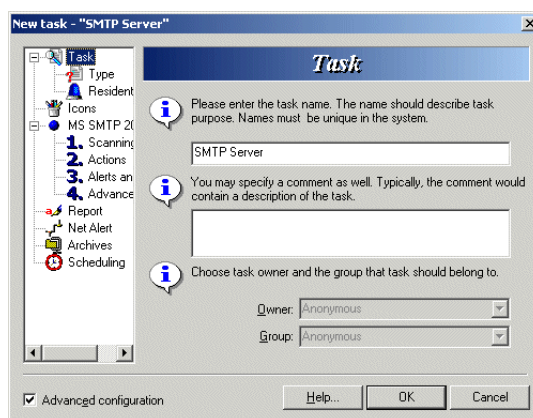 New task - "SMTP Server"
Task
Type
Resident
Icons
MS SMTP 20
1. Scanning
2. Actions
3. Alerts an
4. Advance
Report
Net Alert
Archives
Scheduling
Task
Please enter the task name. The name should describe task
purpose. Names must be unique in the system.
SMTP Server
You may specify a comment as well. Typically, the comment would
contain a description of the task.
Choose task owner and the group that task should belong to.
Owner: Anonymous
Group: Anonymous
Advanced configuration
Help...
OK
Cancel